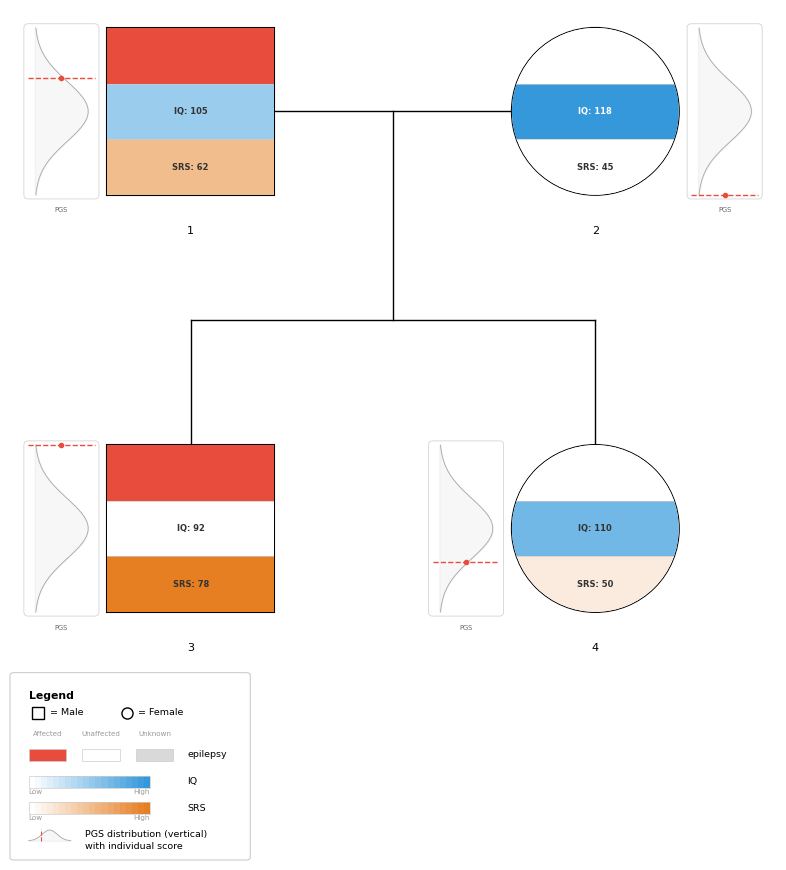 IQ: 105
SRS: 62
PGS
1
IQ: 118
SRS: 45
PGS
2
IQ: 92
SRS: 78
PGS
3
IQ: 110
SRS: 50
PGS
4
Legend
= Male = Female
Affected Unaffected Unknown
epilepsy
IQ
Low High
SRS
Low High
PGS distribution (vertical)
with individual score